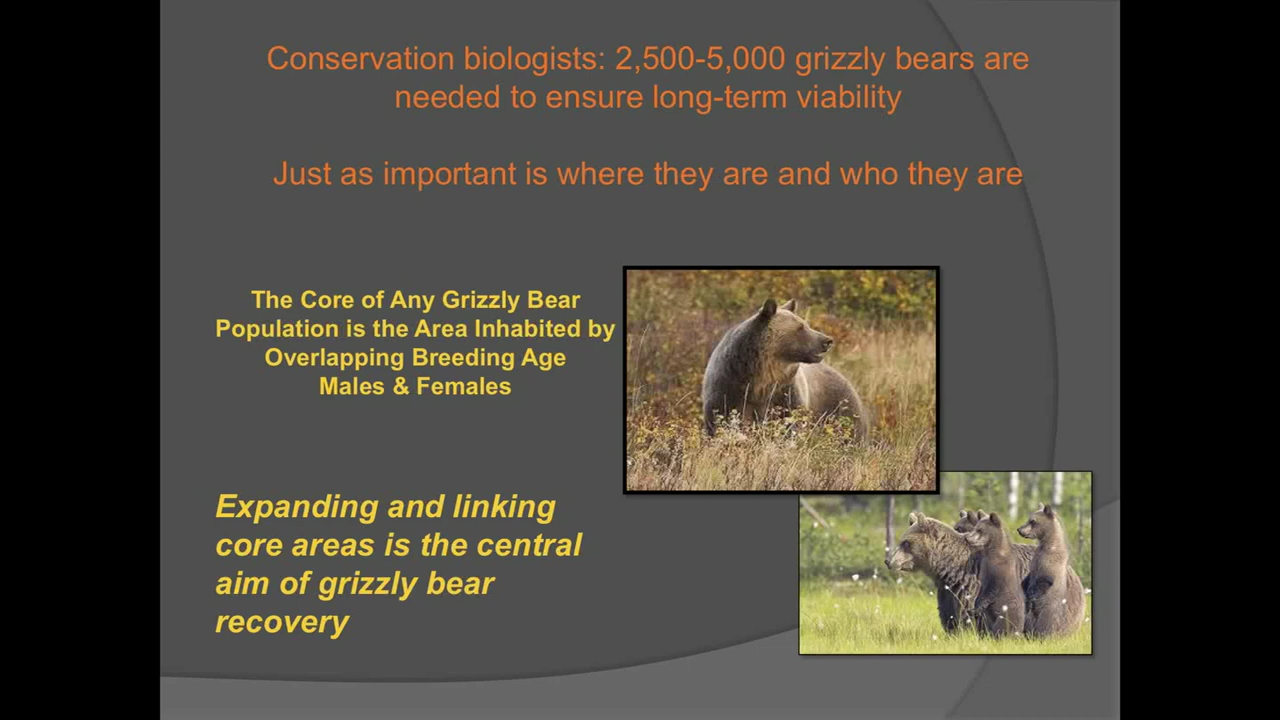 Conservation biologists: 2,500-5,000 grizzly bears are
needed to ensure long-term viability
Just as important is where they are and who they are
The Core of Any Grizzly Bear
Population is the Area Inhabited by
Overlapping Breeding Age
Males & Females
Expanding and linking
core areas is the central
aim of grizzly bear
recovery